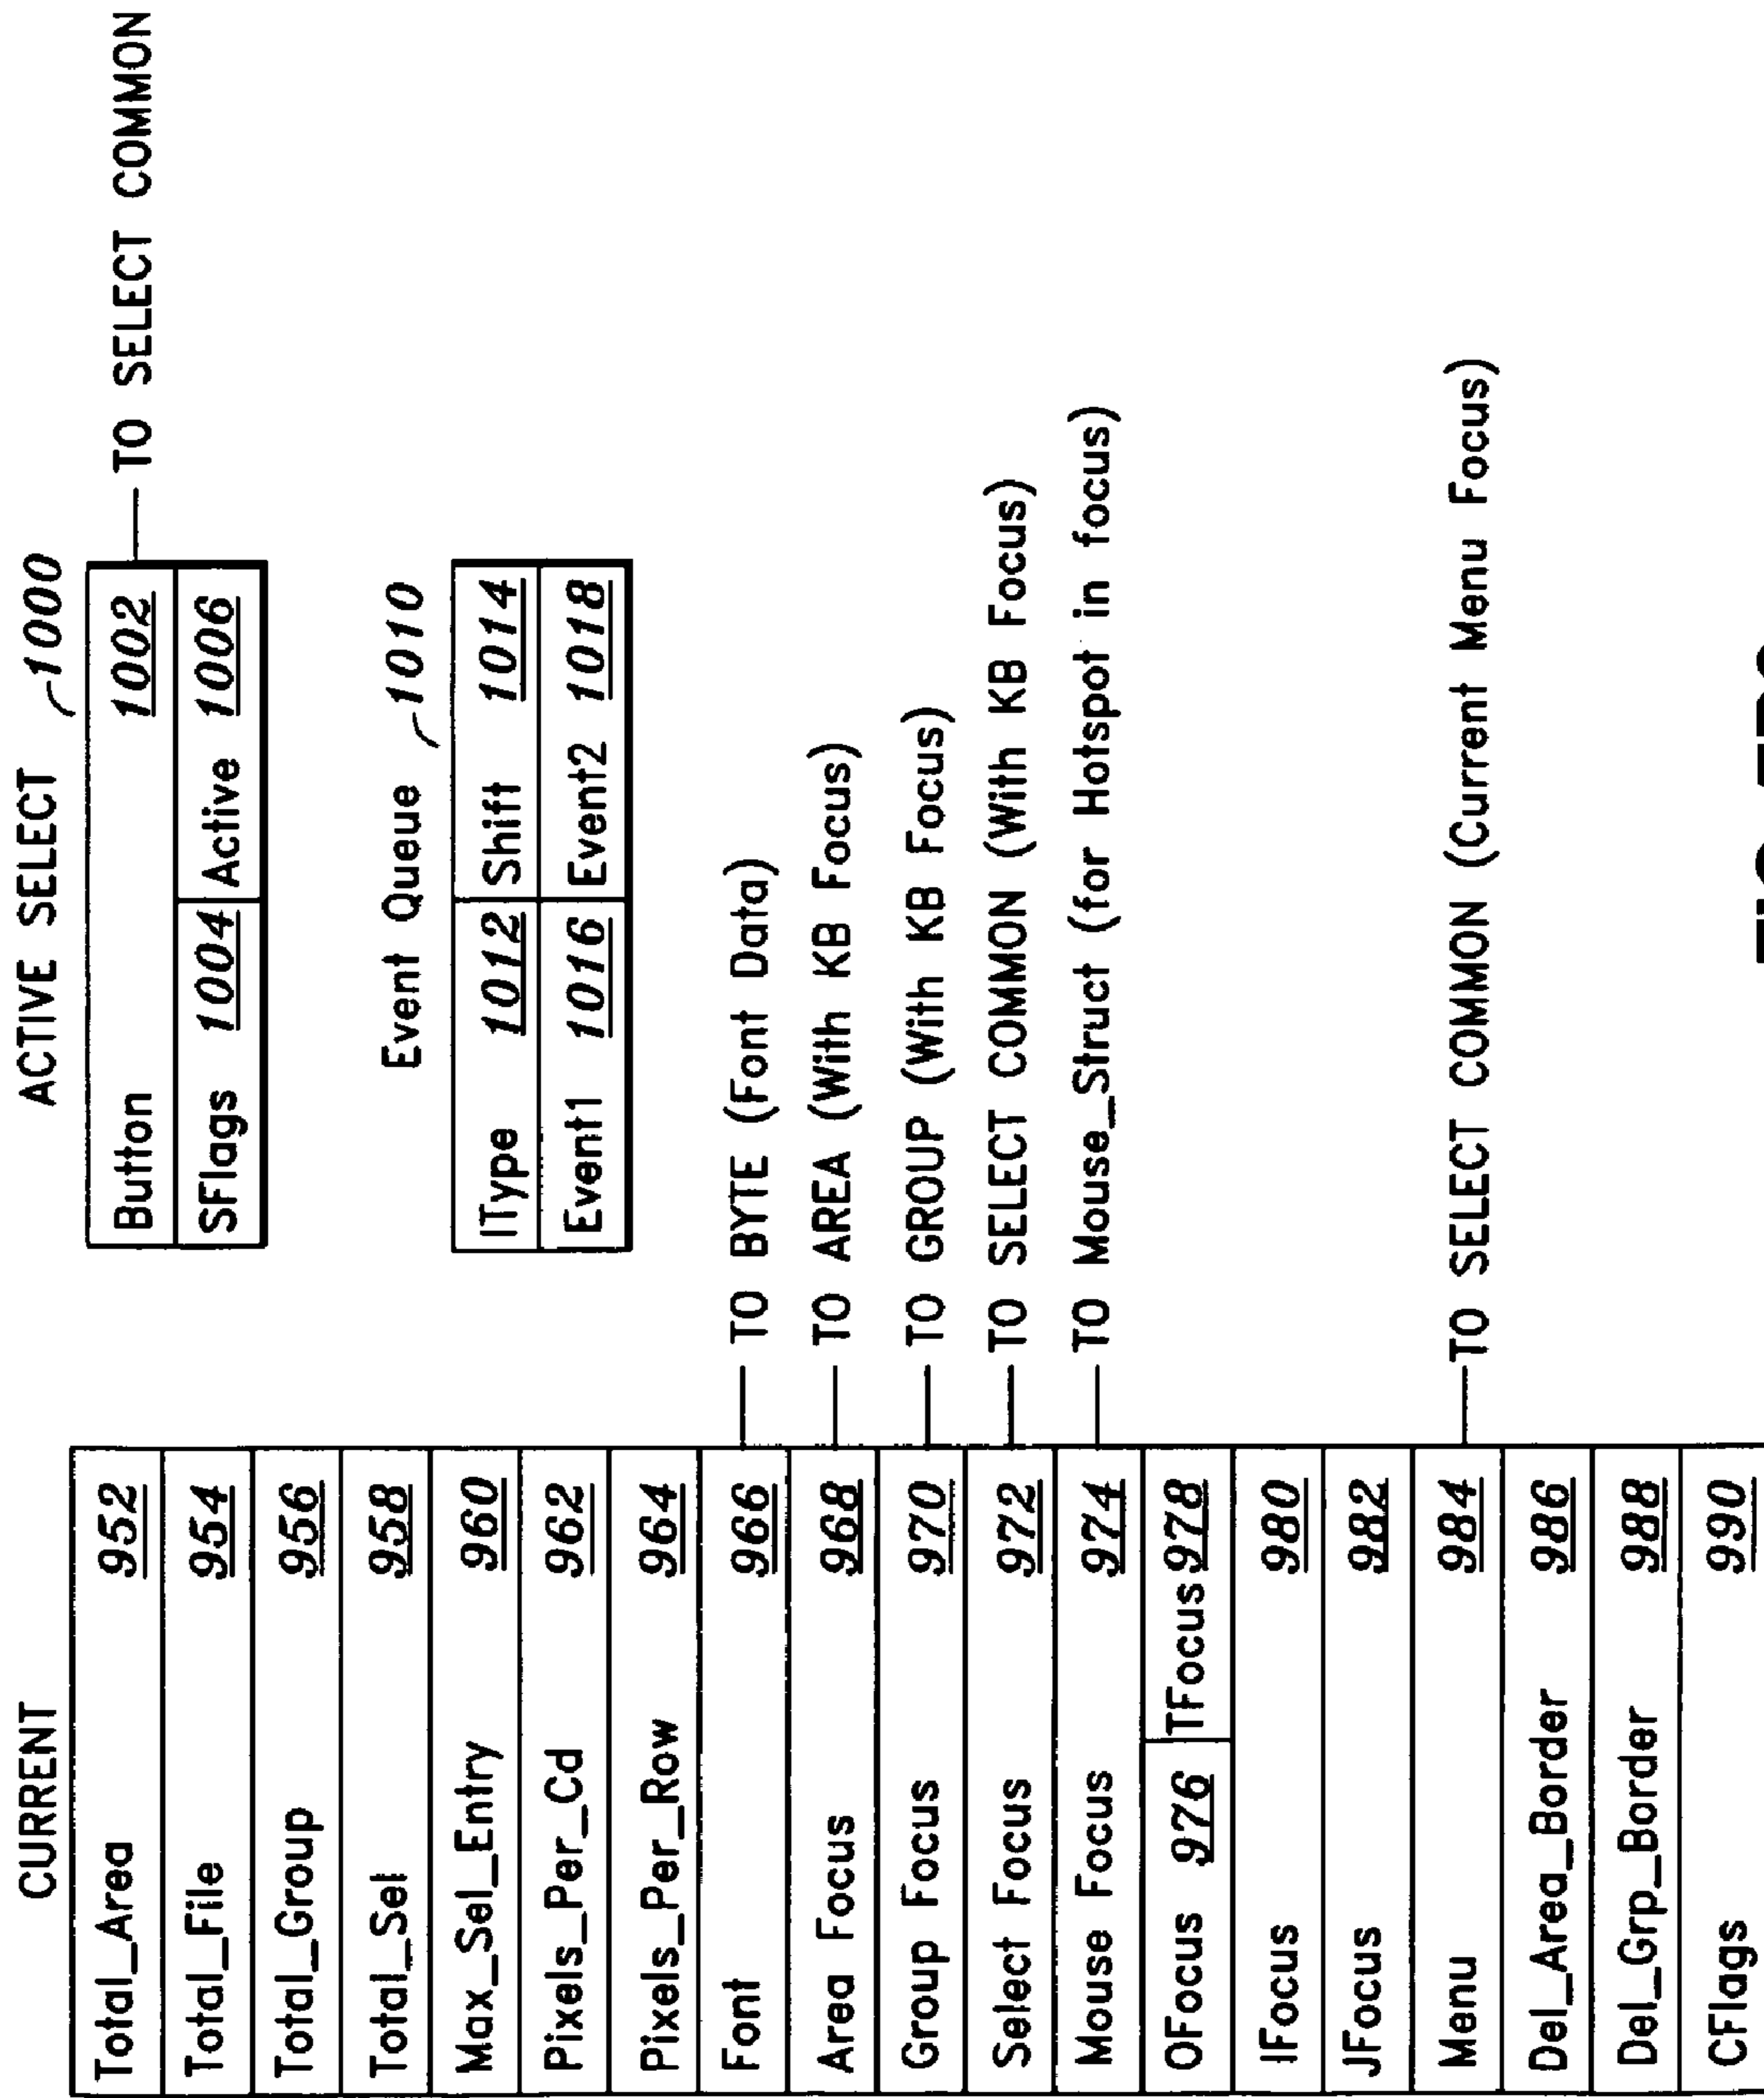 CURRENT
Total_Area 952
Total_File 954
Total_Group 956
Total_Sel 958
Max_Sel_Entry 960
Pixels_Per_Cd 962
Pixels_Per_Row 964
Font 966
TO BYTE (Font Data)
Area Focus 968
TO AREA (With KB Focus)
Group Focus 970
TO GROUP (With KB Focus)
Select Focus 972
TO SELECT COMMON (With KB Focus)
Mouse Focus 974
TO Mouse_Struct (for Hotspot in focus)
OFocus 976 TFocus 978
IFocus 980
JFocus 982
Menu 984
TO SELECT COMMON (Current Menu Focus)
Del_Area_Border 986
Del_Grp_Border 988
CFlags 990
ACTIVE SELECT 1000
Button 1002
TO SELECT COMMON
SFlags 1004 Active 1006
Event Queue 1010
IType 1012 Shift 1014
Event1 1016 Event2 1018